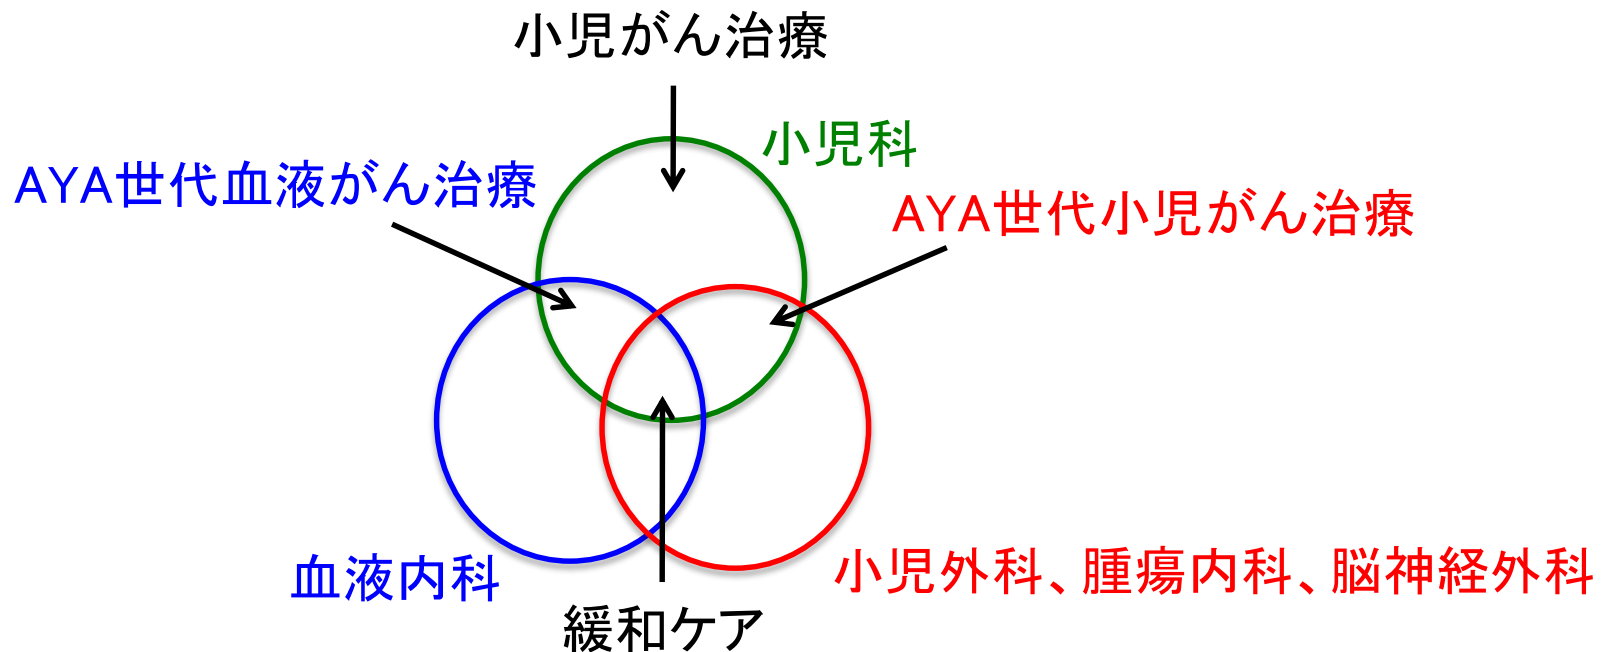 小児がん治療
小児科
AYA世代血液がん治療
AYA世代小児がん治療
血液内科
小児外科、腫瘍内科、脳神経外科
緩和ケア